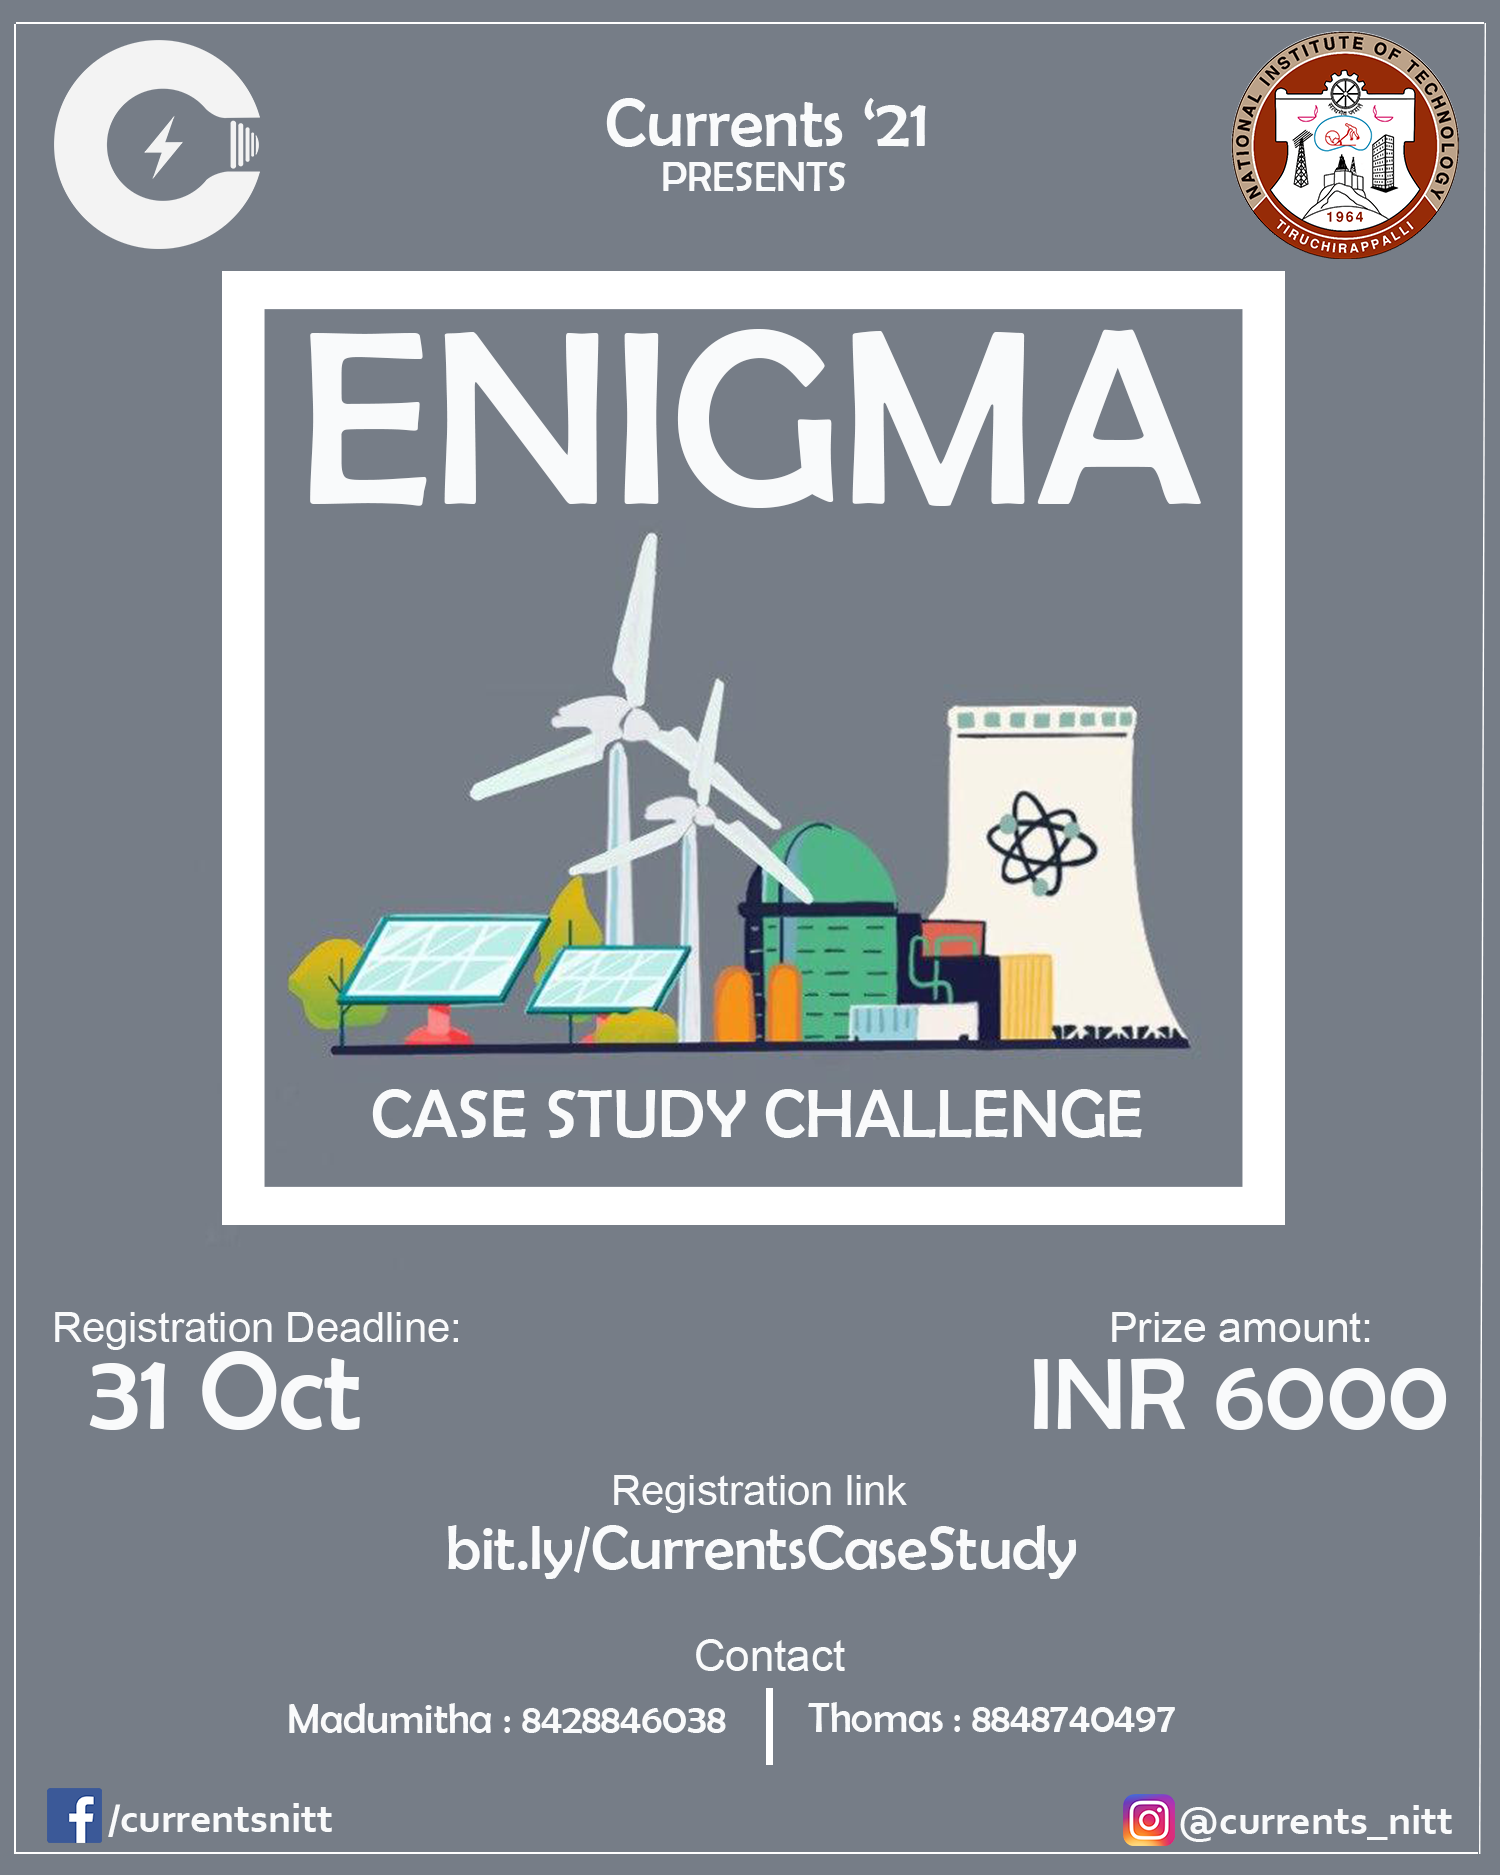 Currents ‘21
PRESENTS
NATIONAL INSTITUTE OF TECHNOLOGY
1964
TIRUCHIRAPPALLI
ENIGMA
CASE STUDY CHALLENGE
Registration Deadline:
31 Oct
Prize amount:
INR 6000
Registration link
bit.ly/CurrentsCaseStudy
Contact
Madumitha : 8428846038
Thomas : 8848740497
/currentsnitt
@currents_nitt